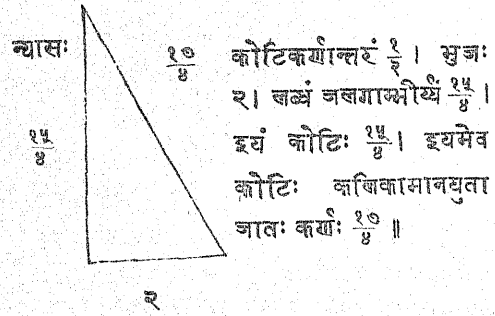 न्यासः
१७/४
कोटिकर्णान्तरं १/२ । भुजः
२। लब्धं जलगाम्भीर्य्यं १५/४ ।
१५/४
इयं कोटिः १५/४ । इयमेव
कोटिः कलिकामानयुता
जातः कर्णः १७/४ ॥
२